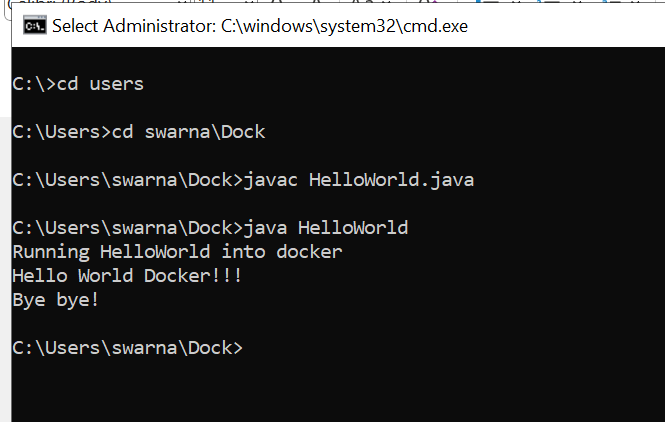 Select Administrator: C:\windows\system32\cmd.exe
C:\>cd users
C:\Users>cd swarna\Dock
C:\Users\swarna\Dock>javac HelloWorld.java
C:\Users\swarna\Dock>java HelloWorld
Running HelloWorld into docker
Hello World Docker!!!
Bye bye!
C:\Users\swarna\Dock>